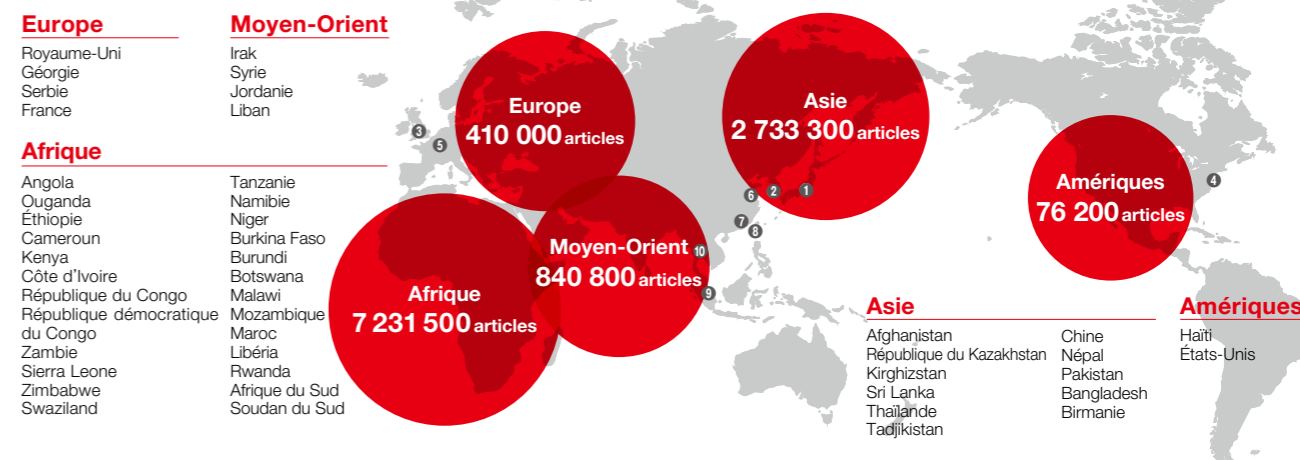 Europe
Royaume-Uni
Géorgie
Serbie
France
Moyen-Orient
Irak
Syrie
Jordanie
Liban
Afrique
Angola
Ouganda
Éthiopie
Cameroun
Kenya
Côte d'Ivoire
République du Congo
République démocratique
du Congo
Zambie
Sierra Leone
Zimbabwe
Swaziland
Tanzanie
Namibie
Niger
Burkina Faso
Burundi
Botswana
Malawi
Mozambique
Maroc
Libéria
Rwanda
Afrique du Sud
Soudan du Sud
Europe
410 000 articles
3
5
Moyen-Orient
840 800 articles
Afrique
7 231 500 articles
Asie
2 733 300 articles
6
2
1
7
8
10
9
Amériques
76 200 articles
4
Asie
Afghanistan
République du Kazakhstan
Kirghizstan
Sri Lanka
Thaïlande
Tadjikistan
Chine
Népal
Pakistan
Bangladesh
Birmanie
Amériques
Haïti
États-Unis